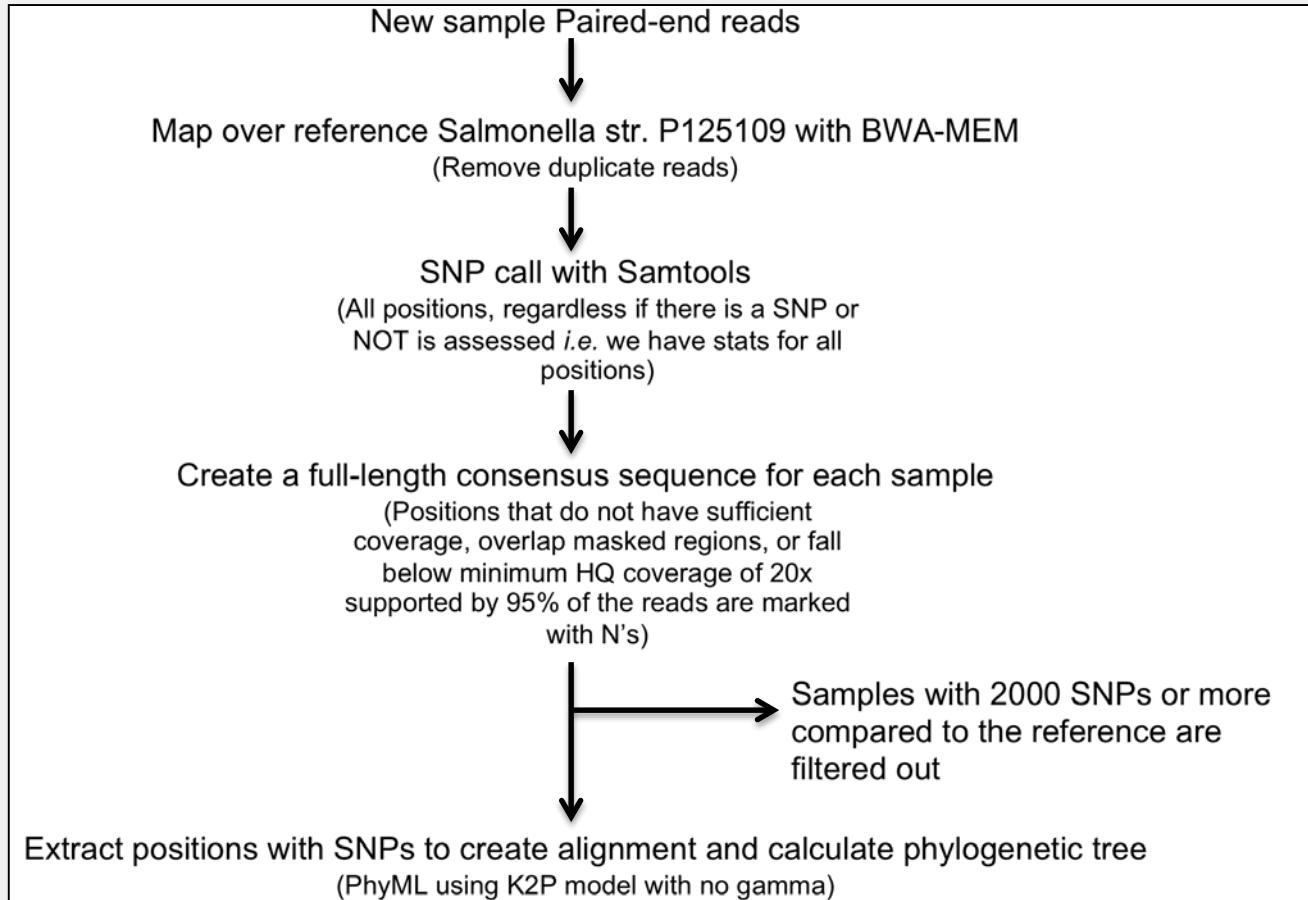 New sample Paired-end reads
Map over reference Salmonella str. P125109 with BWA-MEM
(Remove duplicate reads)
SNP call with Samtools
(All positions, regardless if there is a SNP or
NOT is assessed i.e. we have stats for all
positions)
Create a full-length consensus sequence for each sample
(Positions that do not have sufficient
coverage, overlap masked regions, or fall
below minimum HQ coverage of 20x
supported by 95% of the reads are marked
with N's)
Samples with 2000 SNPs or more
compared to the reference are
filtered out
Extract positions with SNPs to create alignment and calculate phylogenetic tree
(PhyML using K2P model with no gamma)